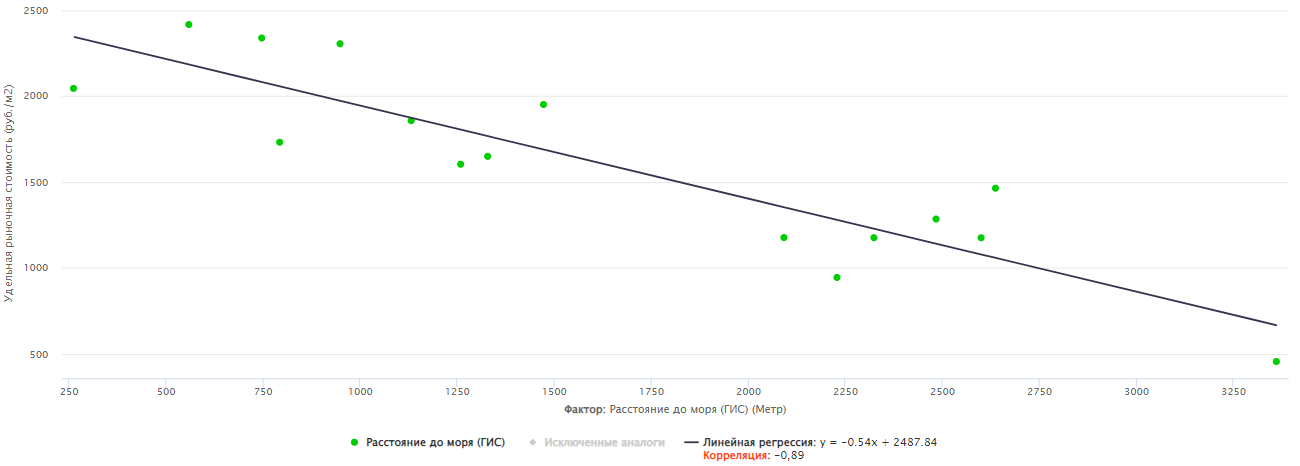 2500
2000
1500
1000
500
Удельная рыночная стоимость (руб./м2)
250 500 750 1000 1250 1500 1750 2000 2250 2500 2750 3000 3250
Фактор: Расстояние до моря (ГИС) (Метр)
Расстояние до моря (ГИС) Исключенные аналоги Линейная регрессия: y = -0.54x + 2487.84
Корреляция: -0,89